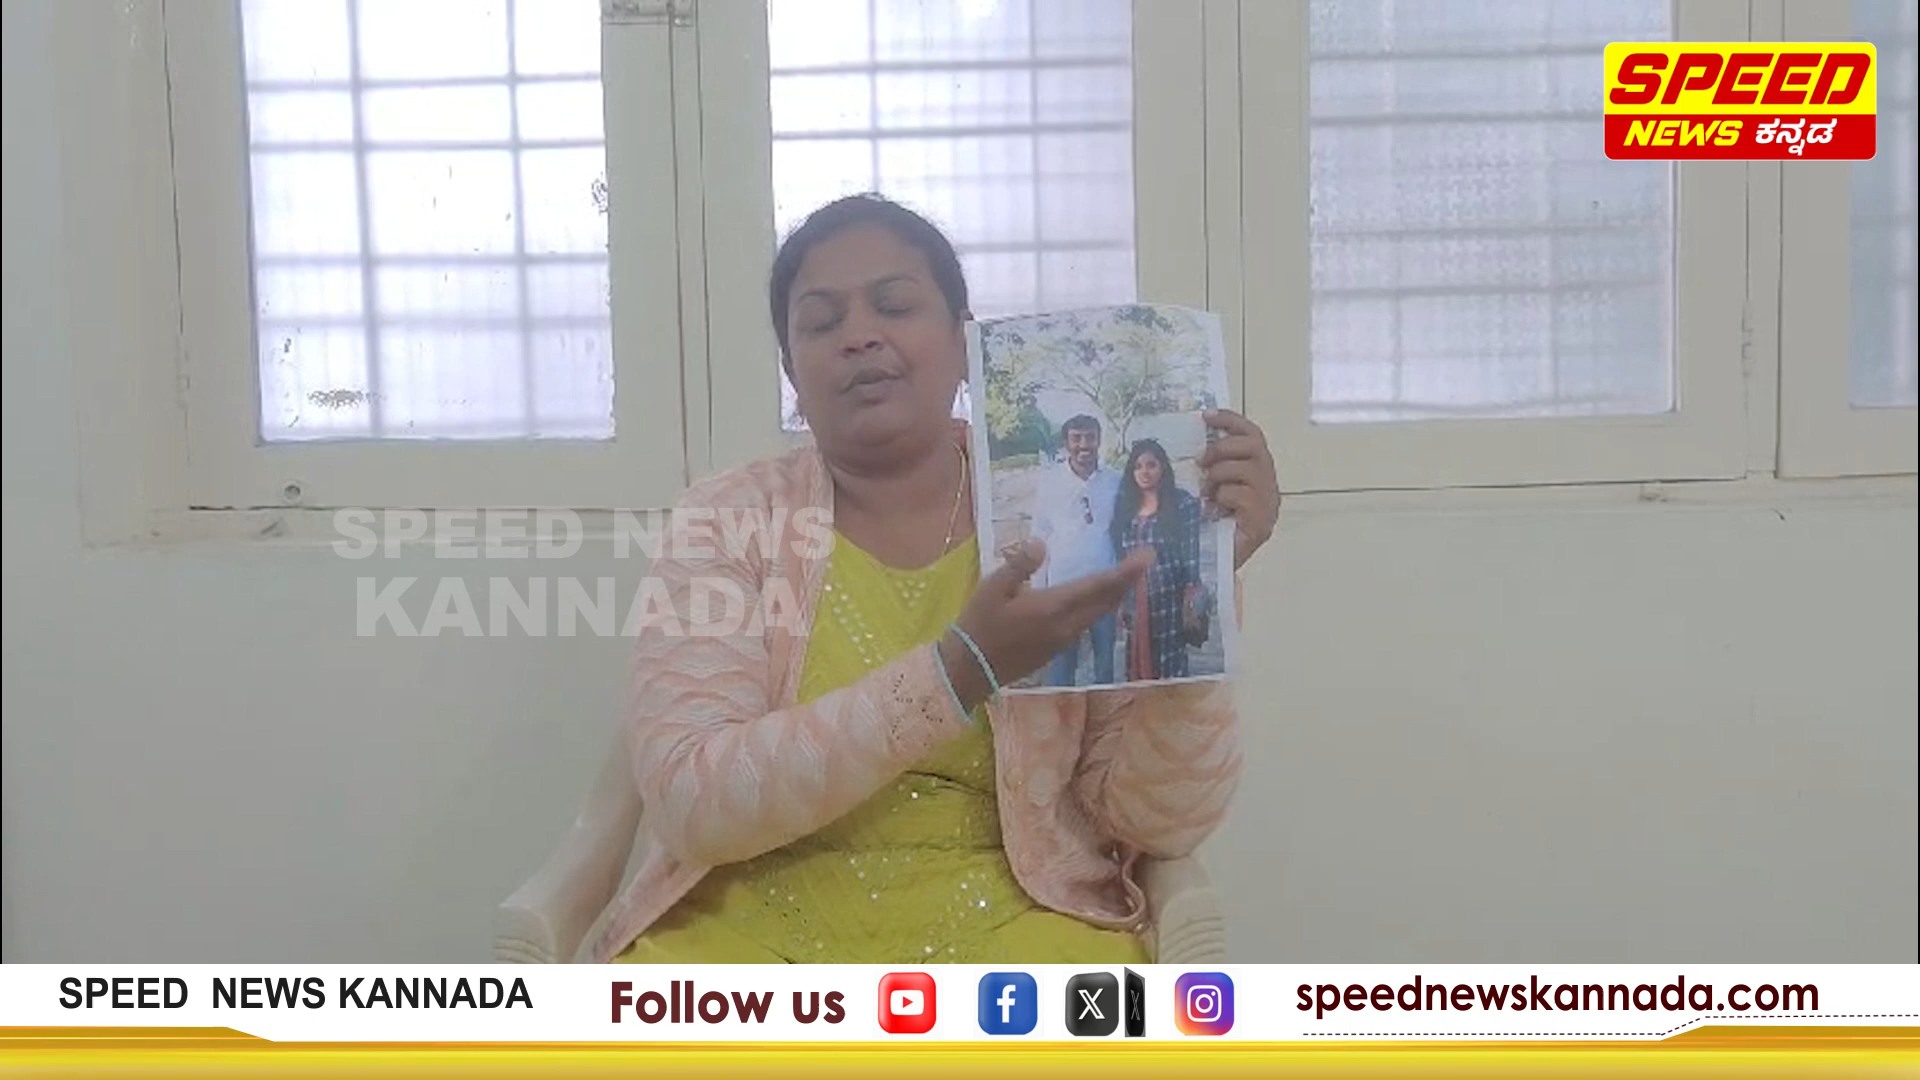 SPEED
NEWS ಕನ್ನಡ
SPEED NEWS
KANNADA
SPEED NEWS KANNADA
Follow us
speednewskannada.com